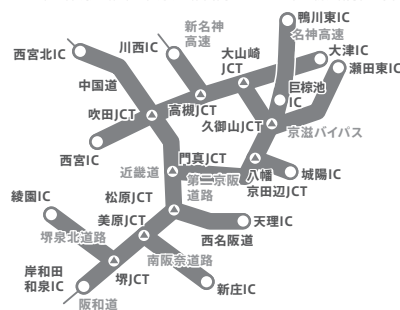 鴨川東IC
新名神
高速
名神高速
川西IC
大山崎
JCT
大津IC
西宮北IC
瀬田東IC
中国道
巨椋池
IC
高槻JCT
吹田JCT
久御山JCT
京滋バイパス
西宮IC
門真JCT
近畿道
第二京阪
道路
八幡
京田辺JCT
城陽IC
綾園IC
松原JCT
美原JCT
天理IC
堺泉北道路
西名阪道
岸和田
和泉IC
南阪奈道路
堺JCT
新庄IC
阪和道